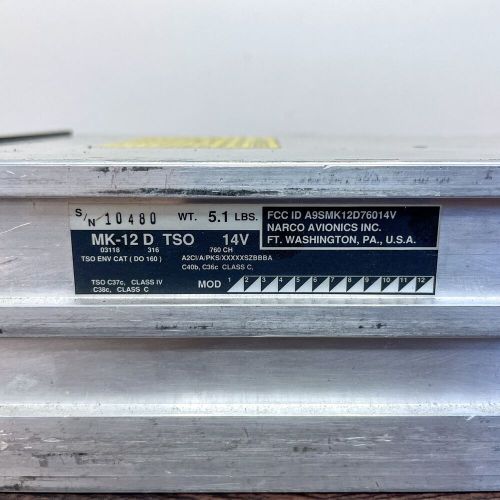 S/N 10480 WT. 5.1 LBS.
FCC ID A9SMK12D76014V
NARCO AVIONICS INC.
FT. WASHINGTON, PA., U.S.A.
MK-12 D TSO 14V
03118 316 760 CH
TSO ENV CAT (DO 160) A2CI/A/PKS/XXXXXSZBBBA
C40b, C36c CLASS C,
TSO C37c, CLASS IV
C38c, CLASS C
MOD 1 2 3 4 5 6 7 8 9 10 11 12